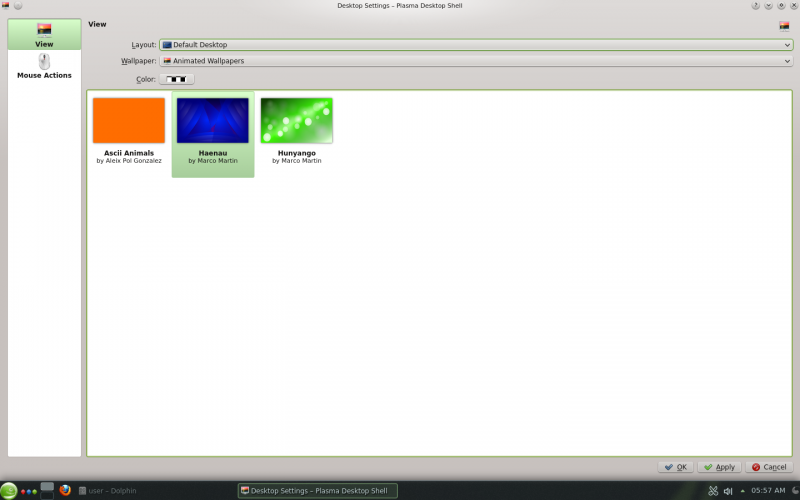 Desktop Settings – Plasma Desktop Shell
View
View
Mouse Actions
Layout: Default Desktop
Wallpaper: Animated Wallpapers
Color:
Ascii Animals
by Aleix Pol Gonzalez
Haenau
by Marco Martin
Hunyango
by Marco Martin
OK
Apply
Cancel
user – Dolphin
Desktop Settings – Plasma Desktop Shell
05:57 AM